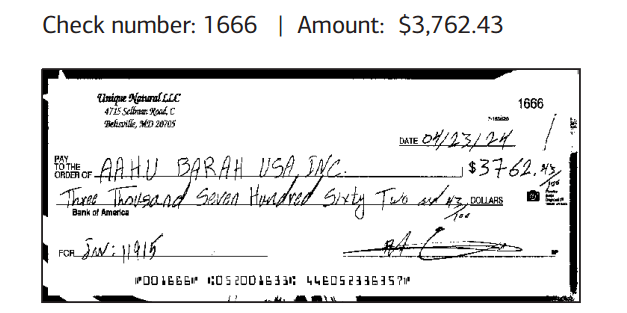 Check number: 1666 | Amount: $3,762.43
Unique Natural LLC
4715 Sellman Road, C
Beltsville, MD 20705
1666
DATE 04/23/24
PAY
TO THE
ORDER OF AAHU BARAH USA, INC. $3762.43/100
Three Thousand Seven Hundred Sixty Two and 43/100 DOLLARS
Bank of America
FOR INV: 11915
⑈001666⑈ ⑆052001633⑆ 446052336357⑈